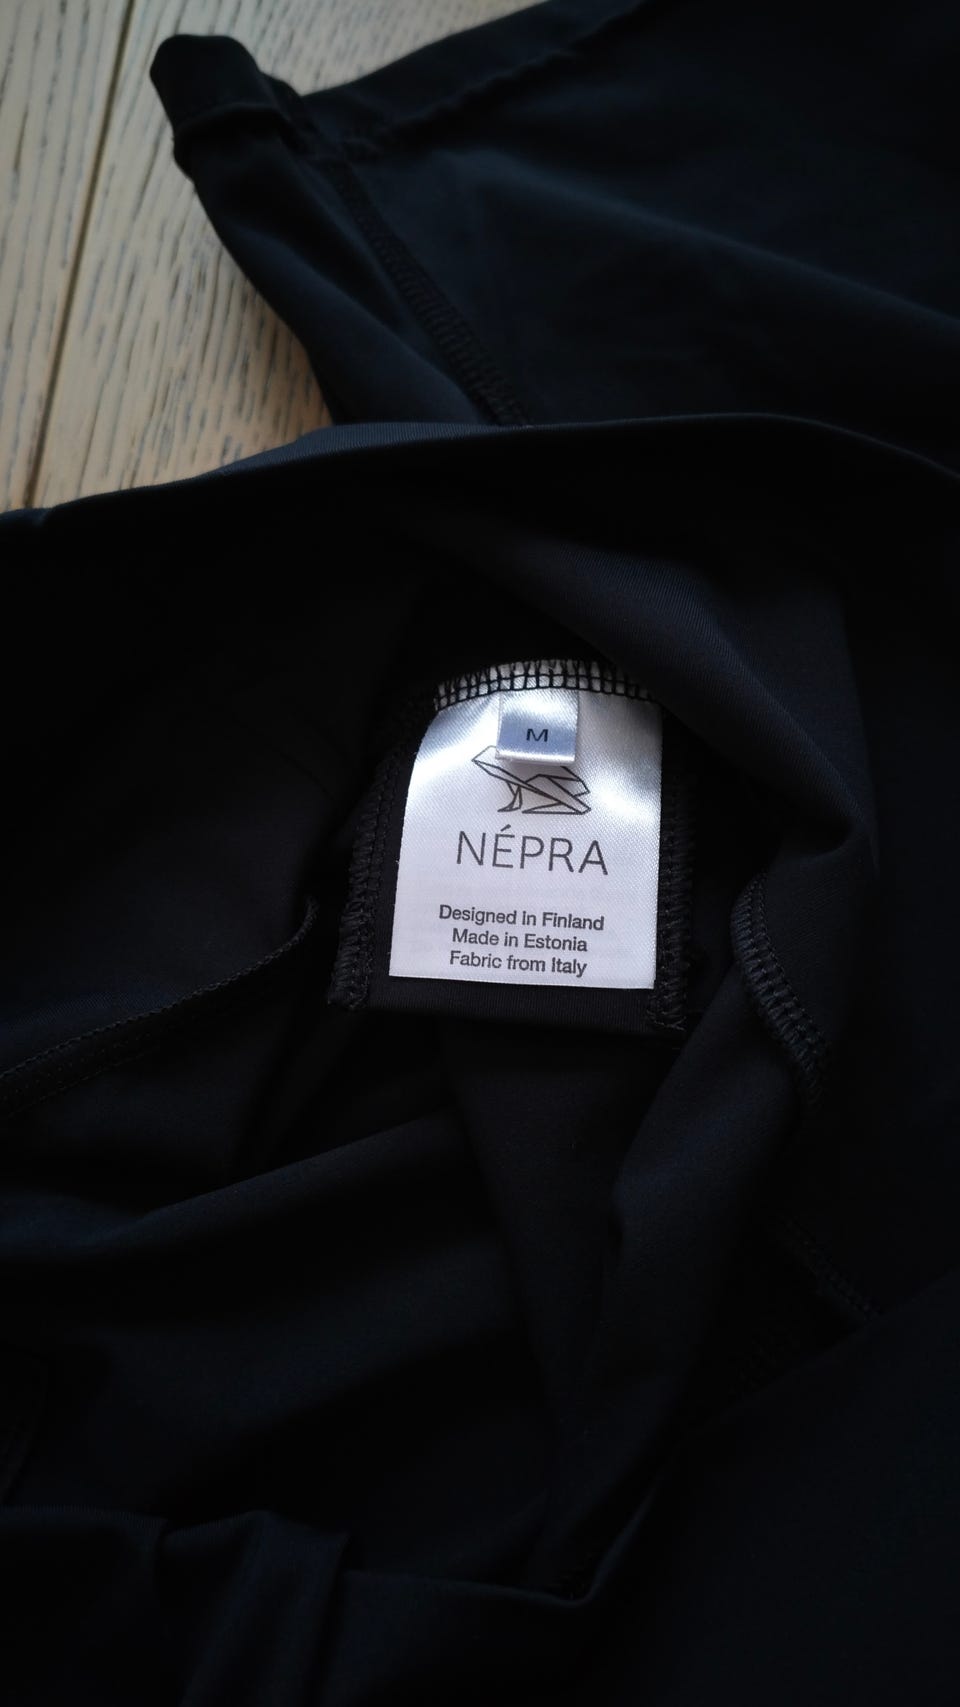 M
NÉPRA
Designed in Finland
Made in Estonia
Fabric from Italy